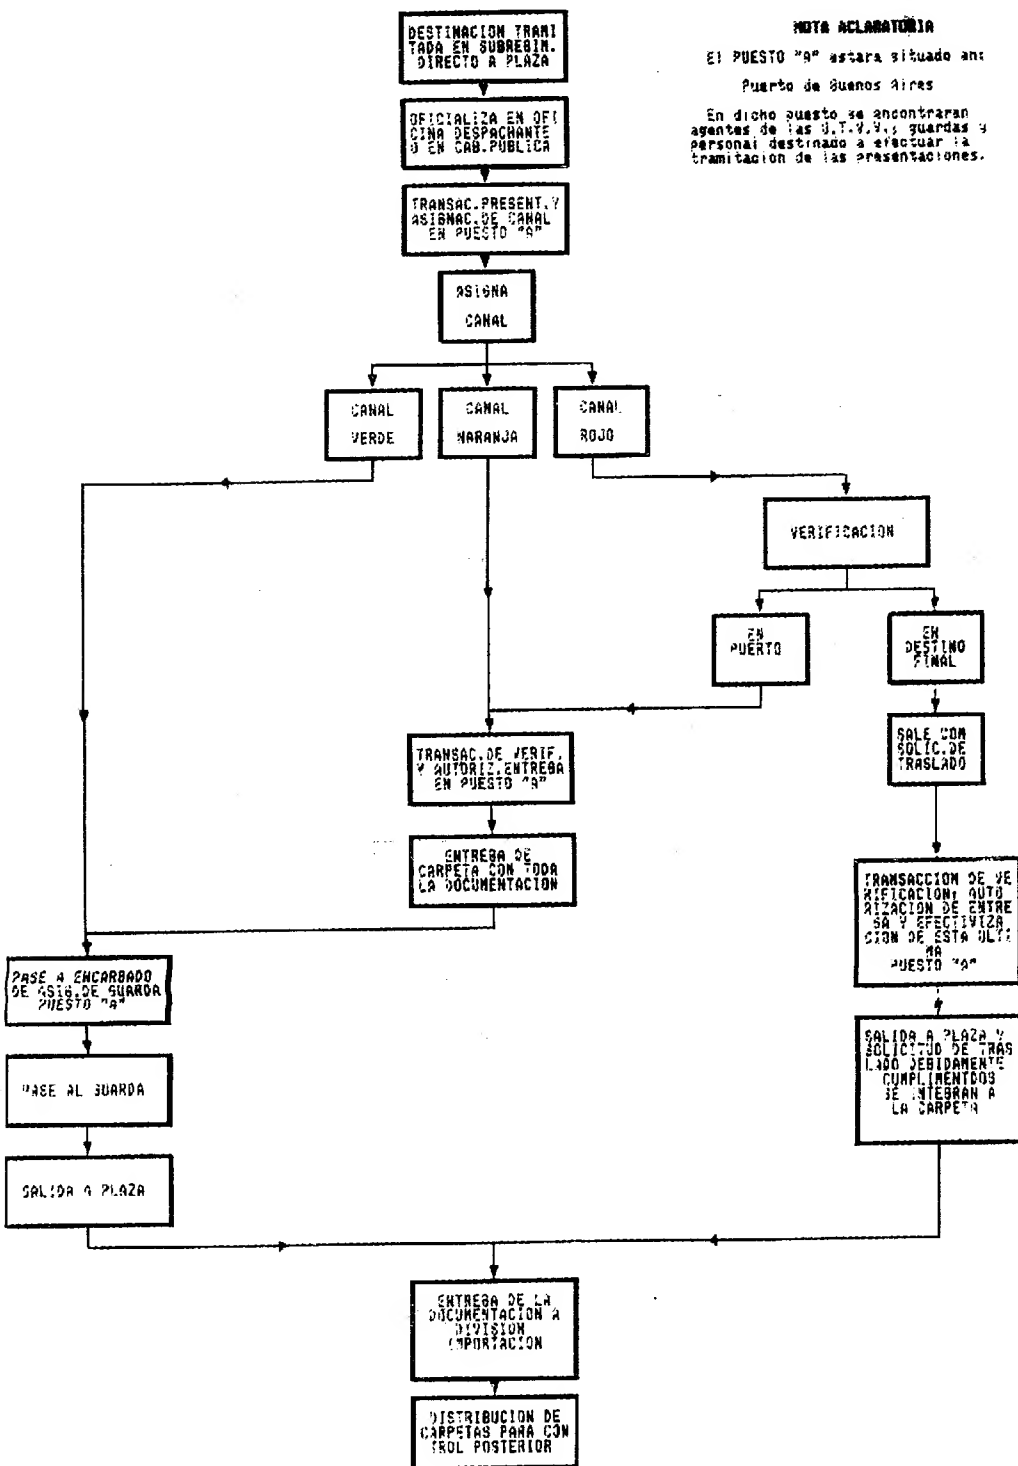 DESTINACION TRAMI
TADA EN SUBREGIM.
DIRECTO A PLAZA
NOTA ACLARATORIA
El PUESTO "A" estara situado en:
Puerto de Buenos Aires
En dicho puesto se encontraran
agentes de las U.T.V.V.; guardas y
personal destinado a efectuar la
tramitacion de las presentaciones.
OFICIALIZA EN OFI
CINA DESPACHANTE
O EN CAB.PUBLICA
TRANSAC.PRESENT.Y
ASIGNAC.DE CANAL
EN PUESTO "A"
ASIGNA
CANAL
CANAL
VERDE
CANAL
NARANJA
CANAL
ROJO
VERIFICACION
EN
PUERTO
EN
DESTINO
FINAL
SALE CON
SOLIC.DE
TRASLADO
TRANSAC.DE VERIF.
Y AUTORIZ.ENTREGA
EN PUESTO "A"
ENTREGA DE
CARPETA CON TODA
LA DOCUMENTACION
TRANSACCION DE VE
RIFICACION; AUTO
RIZACION DE ENTRE
GA Y EFECTIVIZA
CION DE ESTA ULTI
MA
PUESTO "A"
PASE A ENCARGADO
DE ASIG.DE GUARDA
PUESTO "A"
PASE AL GUARDA
SALIDA A PLAZA
SALIDA A PLAZA Y
SOLICITUD DE TRAS
LADO DEBIDAMENTE
CUMPLIMENTDOS
SE INTEGRAN A
LA CARPETA
ENTREGA DE LA
DOCUMENTACION A
DIVISION
IMPORTACION
DISTRIBUCION DE
CARPETAS PARA CON
TROL POSTERIOR